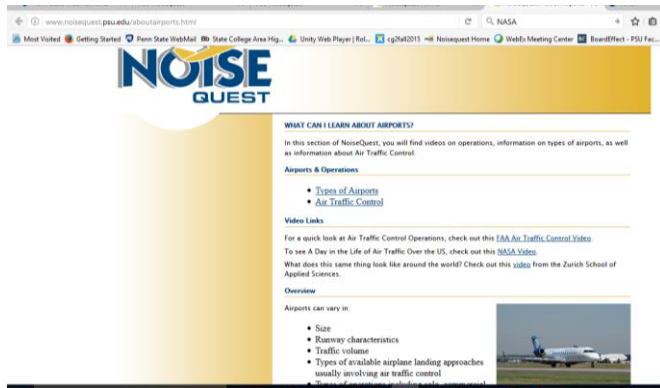 www.noisequest.psu.edu/aboutairports.html
NASA
Most Visited Getting Started Penn State WebMail State College Area Hig... Unity Web Player | Rol... cg2fall2015 Noisequest Home WebEx Meeting Center BoardEffect - PSU Fac...
NOISE
QUEST
WHAT CAN I LEARN ABOUT AIRPORTS?
In this section of NoiseQuest, you will find videos on operations, information on types of airports, as well
as information about Air Traffic Control.
Airports & Operations
• Types of Airports
• Air Traffic Control
Video Links
For a quick look at Air Traffic Control Operations, check out this FAA Air Traffic Control Video.
To see A Day in the Life of Air Traffic Over the US, check out this NASA Video.
What does this same thing look like around the world? Check out this video from the Zurich School of
Applied Sciences.
Overview
Airports can vary in:
• Size
• Runway characteristics
• Traffic volume
• Types of available airplane landing approaches
usually involving air traffic control